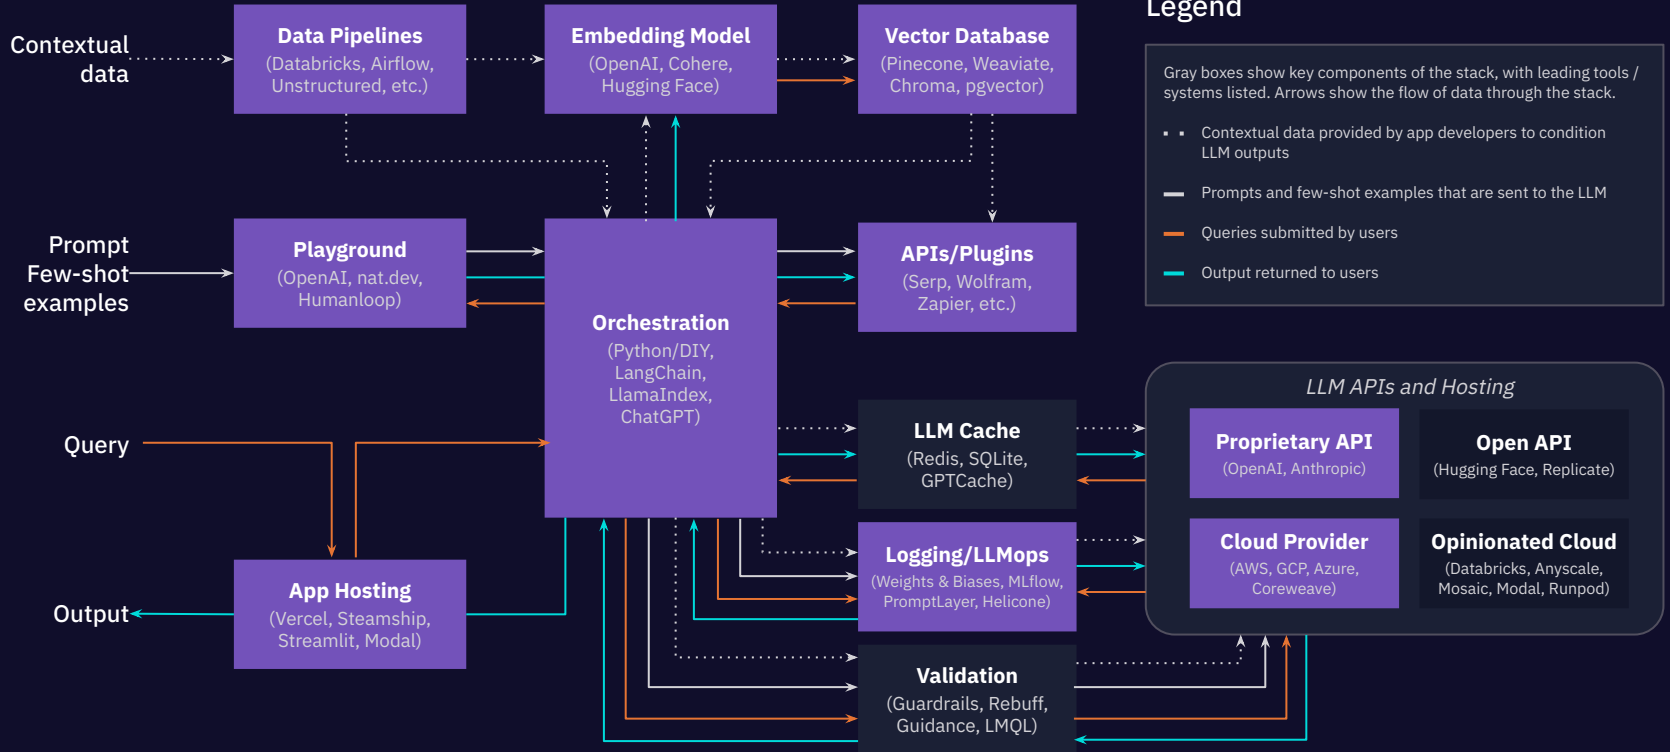 Legend
Contextual
data
Data Pipelines
(Databricks, Airflow,
Unstructured, etc.)
Embedding Model
(OpenAI, Cohere,
Hugging Face)
Vector Database
(Pinecone, Weaviate,
Chroma, pgvector)
Gray boxes show key components of the stack, with leading tools /
systems listed. Arrows show the flow of data through the stack.
Contextual data provided by app developers to condition
LLM outputs
Prompts and few-shot examples that are sent to the LLM
Queries submitted by users
Output returned to users
Prompt
Few-shot
examples
Playground
(OpenAI, nat.dev,
Humanloop)
Orchestration
(Python/DIY,
LangChain,
LlamaIndex,
ChatGPT)
APIs/Plugins
(Serp, Wolfram,
Zapier, etc.)
Query
LLM Cache
(Redis, SQLite,
GPTCache)
LLM APIs and Hosting
Proprietary API
(OpenAI, Anthropic)
Open API
(Hugging Face, Replicate)
Cloud Provider
(AWS, GCP, Azure,
Coreweave)
Opinionated Cloud
(Databricks, Anyscale,
Mosaic, Modal, Runpod)
Output
App Hosting
(Vercel, Steamship,
Streamlit, Modal)
Logging/LLMops
(Weights & Biases, MLflow,
PromptLayer, Helicone)
Validation
(Guardrails, Rebuff,
Guidance, LMQL)